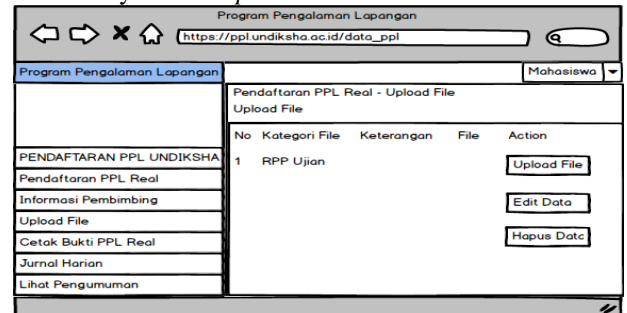 Program Pengalaman Lapangan
https://ppl.undiksha.ac.id/data_ppl
Program Pengalaman Lapangan
Mahasiswa
Pendaftaran PPL Real - Upload File
Upload File
No Kategori File Keterangan File Action
1 RPP Ujian Upload File
Edit Data
Hapus Data
PENDAFTARAN PPL UNDIKSHA
Pendaftaran PPL Real
Informasi Pembimbing
Upload File
Cetak Bukti PPL Real
Jurnal Harian
Lihat Pengumuman